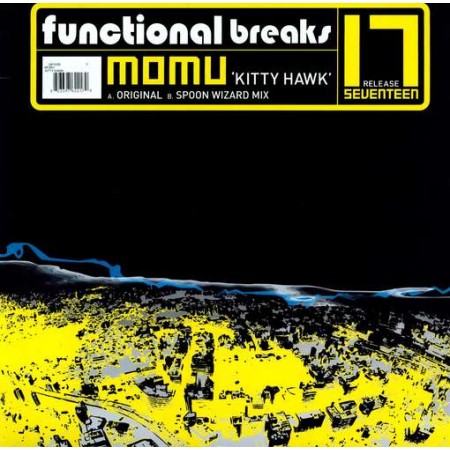 functional breaks
17
momu 'KITTY HAWK'
A. ORIGINAL B. SPOON WIZARD MIX
RELEASE
SEVENTEEN